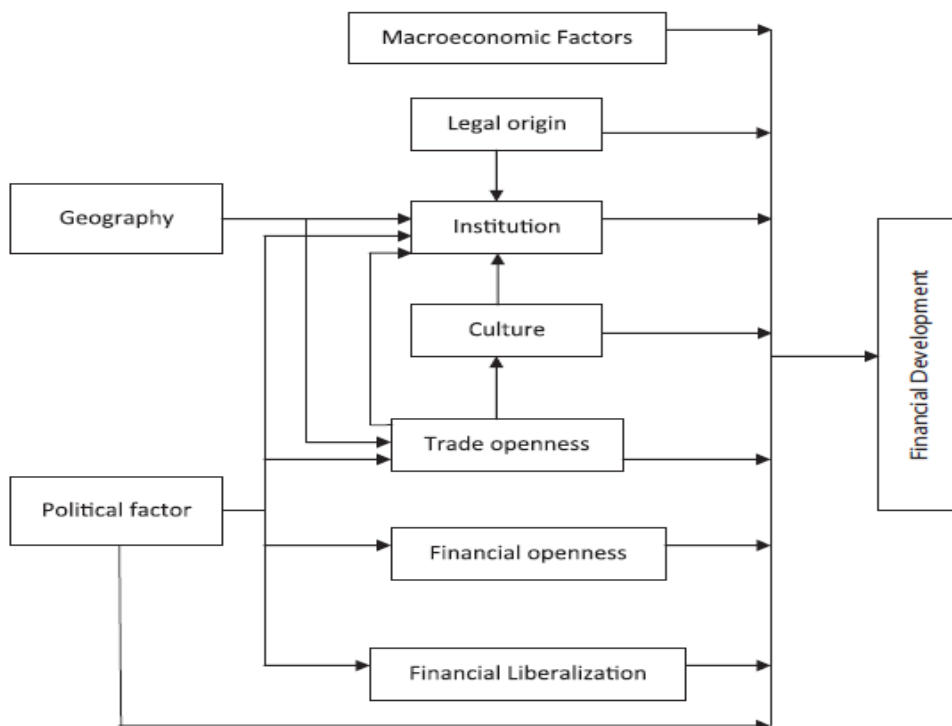 Macroeconomic Factors
Legal origin
Geography
Institution
Culture
Trade openness
Political factor
Financial openness
Financial Liberalization
Financial Development